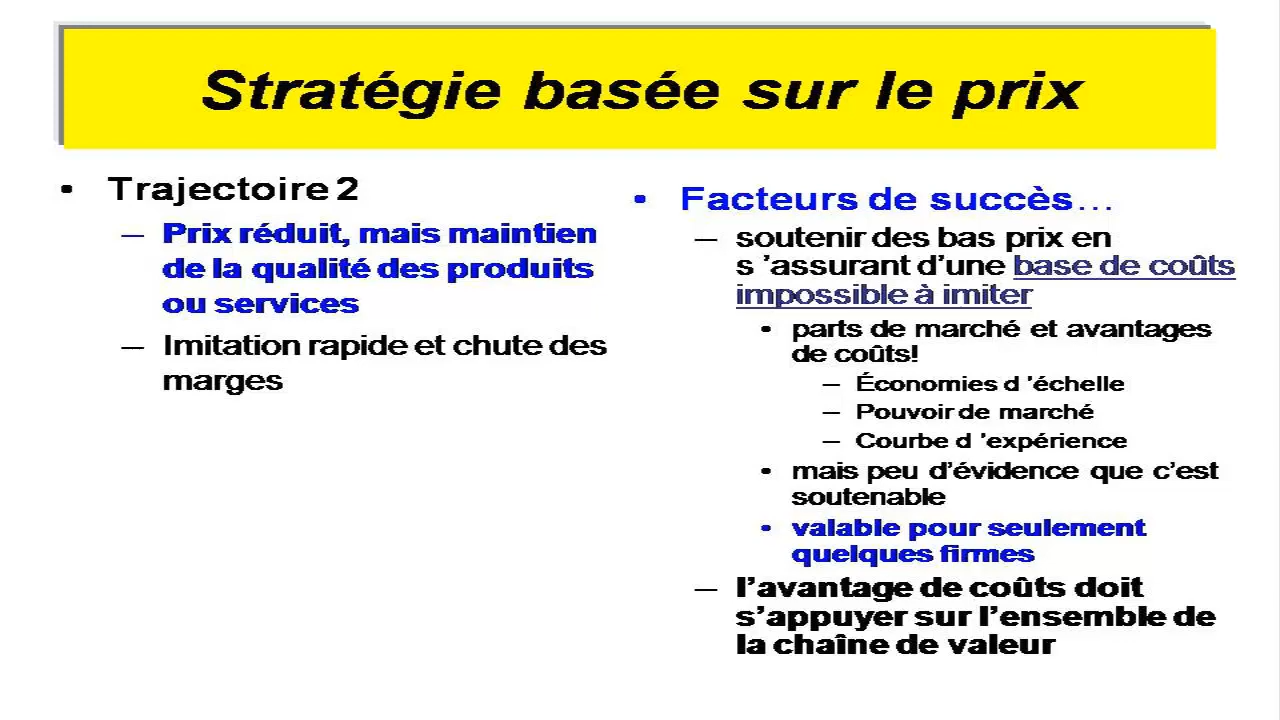 Stratégie basée sur le prix
• Trajectoire 2
– Prix réduit, mais maintien
de la qualité des produits
ou services
– Imitation rapide et chute des
marges
• Facteurs de succès…
– soutenir des bas prix en
s ’assurant d’une base de coûts
impossible à imiter
• parts de marché et avantages
de coûts!
– Économies d ’échelle
– Pouvoir de marché
– Courbe d ’expérience
• mais peu d’évidence que c’est
soutenable
• valable pour seulement
quelques firmes
– l’avantage de coûts doit
s’appuyer sur l’ensemble de
la chaîne de valeur